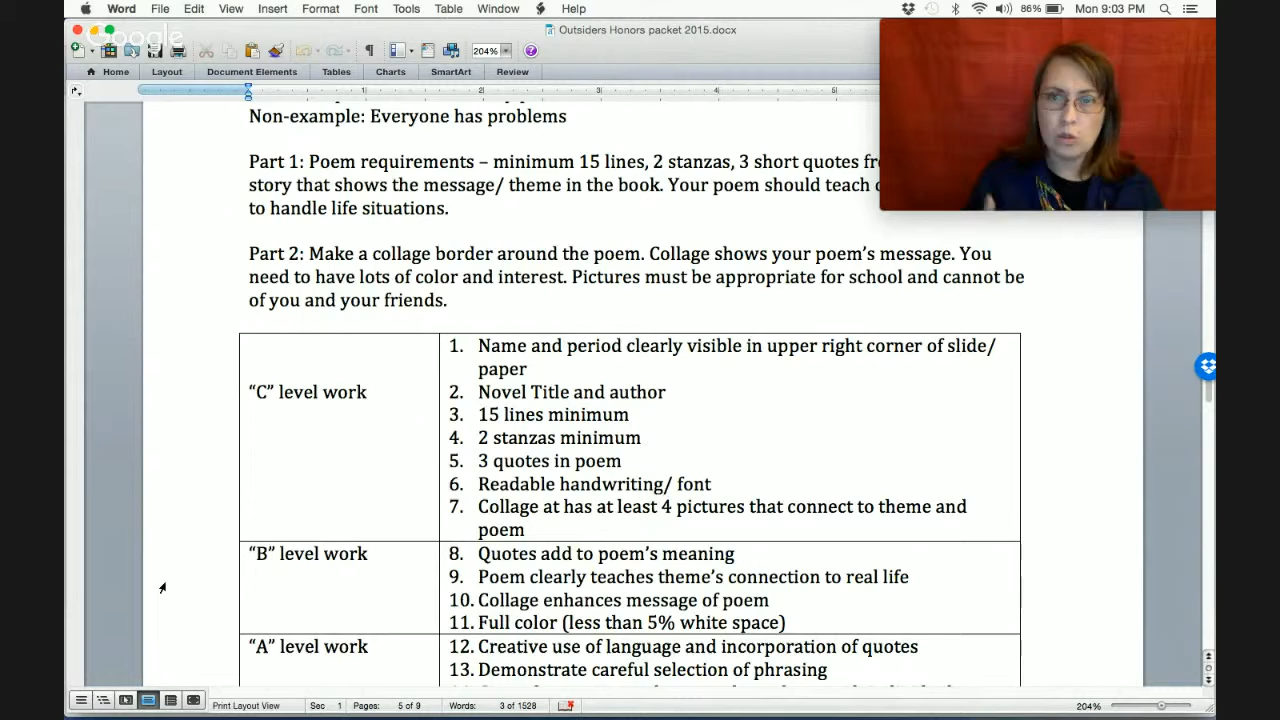 Word File Edit View Insert Format Font Tools Table Window Help 86% Mon 9:03 PM
Google
Outsiders Honors packet 2015.docx
204%
Home Layout Document Elements Tables Charts SmartArt Review
1 2 3 4 5
Non-example: Everyone has problems
Part 1: Poem requirements – minimum 15 lines, 2 stanzas, 3 short quotes
story that shows the message/ theme in the book. Your poem should teach
to handle life situations.
Part 2: Make a collage border around the poem. Collage shows your poem's message. You
need to have lots of color and interest. Pictures must be appropriate for school and cannot be
of you and your friends.
"C" level work
1. Name and period clearly visible in upper right corner of slide/
paper
2. Novel Title and author
3. 15 lines minimum
4. 2 stanzas minimum
5. 3 quotes in poem
6. Readable handwriting/ font
7. Collage at has at least 4 pictures that connect to theme and
poem
"B" level work
8. Quotes add to poem's meaning
9. Poem clearly teaches theme's connection to real life
10. Collage enhances message of poem
11. Full color (less than 5% white space)
"A" level work
12. Creative use of language and incorporation of quotes
13. Demonstrate careful selection of phrasing
Print Layout View Sec 1 Pages: 5 of 9 Words: 3 of 1528 204%